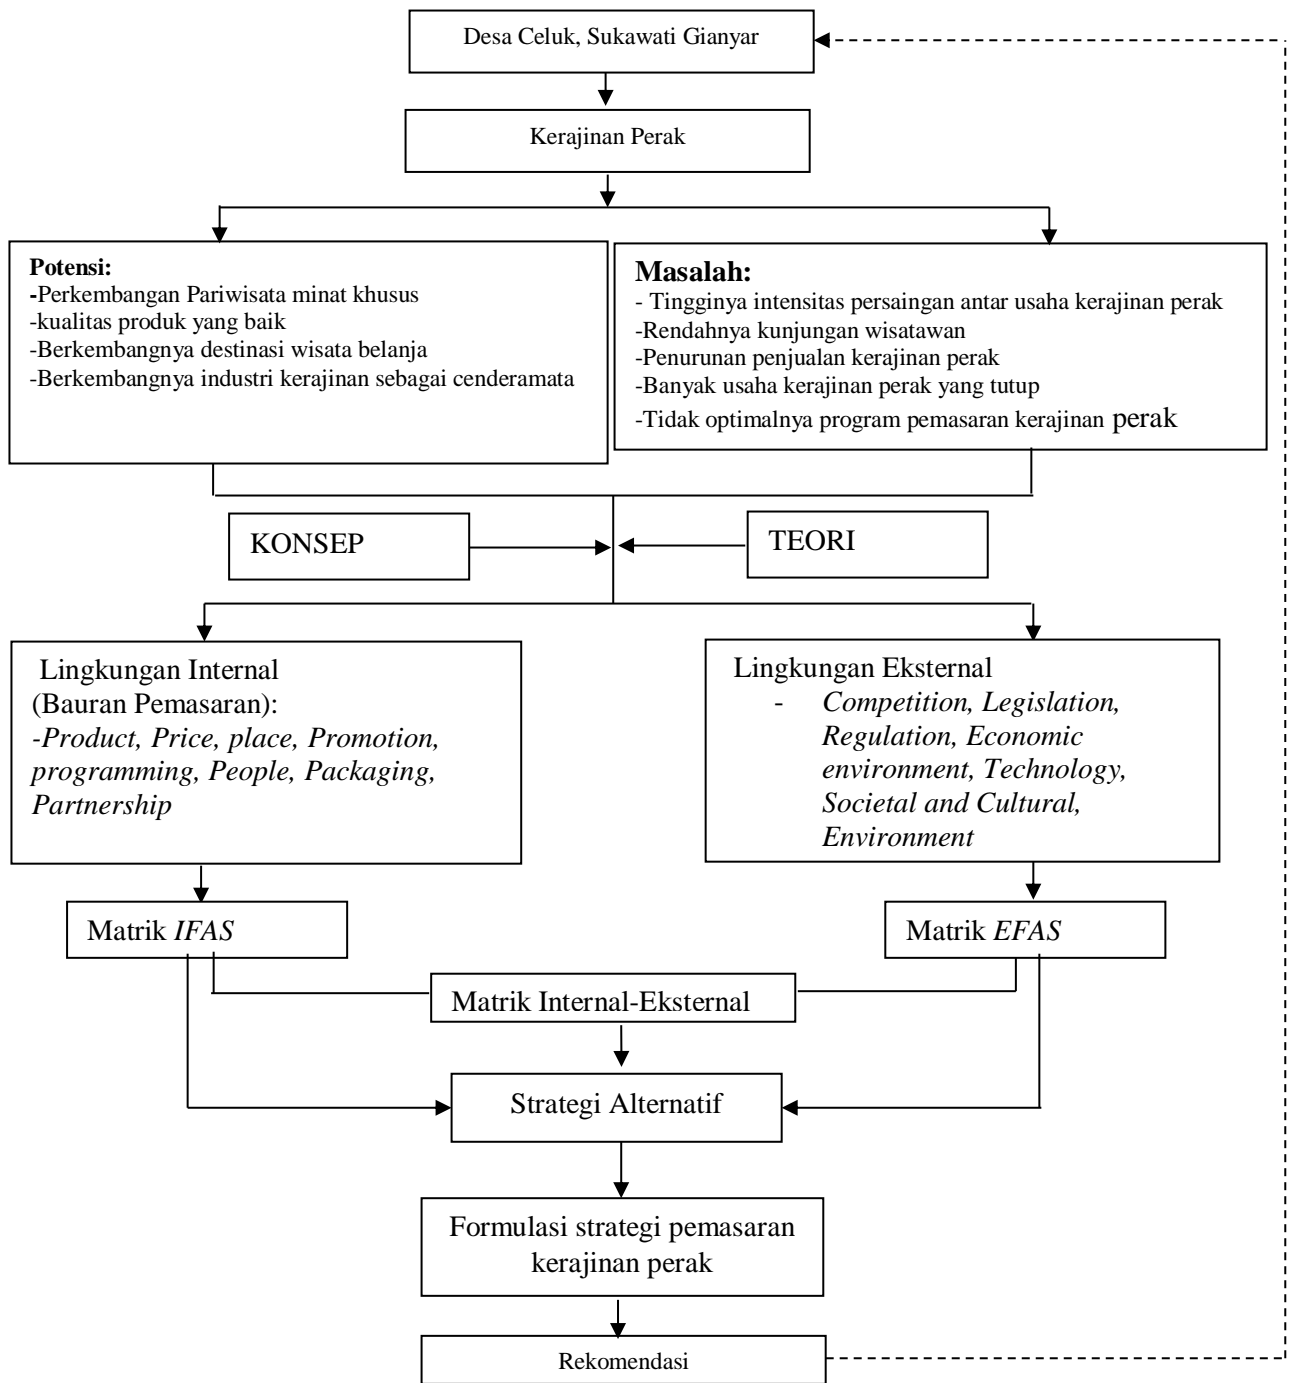 Desa Celuk, Sukawati Gianyar
Kerajinan Perak
Potensi:
-Perkembangan Pariwisata minat khusus
-kualitas produk yang baik
-Berkembangnya destinasi wisata belanja
-Berkembangnya industri kerajinan sebagai cenderamata
Masalah:
- Tingginya intensitas persaingan antar usaha kerajinan perak
-Rendahnya kunjungan wisatawan
-Penurunan penjualan kerajinan perak
-Banyak usaha kerajinan perak yang tutup
-Tidak optimalnya program pemasaran kerajinan perak
KONSEP
TEORI
Lingkungan Internal
(Bauran Pemasaran):
-Product, Price, place, Promotion,
programming, People, Packaging,
Partnership
Lingkungan Eksternal
- Competition, Legislation,
Regulation, Economic
environment, Technology,
Societal and Cultural,
Environment
Matrik IFAS
Matrik EFAS
Matrik Internal-Eksternal
Strategi Alternatif
Formulasi strategi pemasaran
kerajinan perak
Rekomendasi